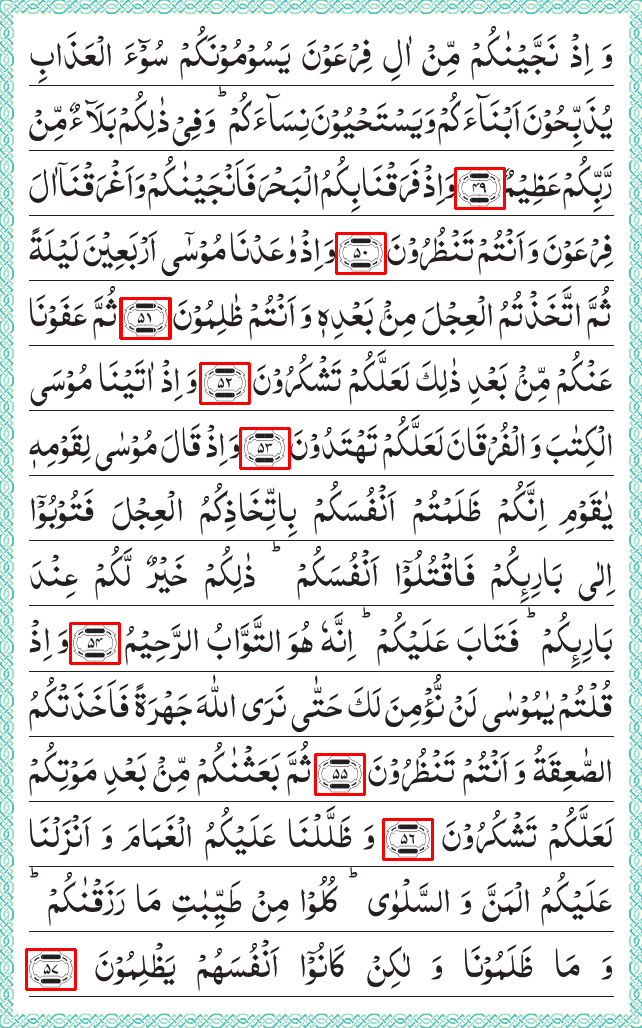 وَ اِذۡ نَجَّيۡنٰكُمۡ مِّنۡ اٰلِ فِرۡعَوۡنَ يَسُوۡمُوۡنَكُمۡ سُوۡٓءَ الۡعَذَابِ
يُذَبِّحُوۡنَ اَبۡنَآءَكُمۡ وَ يَسۡتَحۡيُوۡنَ نِسَآءَكُمۡ‌ؕ وَفِىۡ ذٰلِكُمۡ بَلَآءٌ مِّنۡ
رَّبِّكُمۡ عَظِيۡمٌ ﴿۴۹﴾ وَاِذۡ فَرَقۡنَا بِكُمُ الۡبَحۡرَ فَاَنۡجَيۡنٰكُمۡ وَاَغۡرَقۡنَآ اٰلَ
فِرۡعَوۡنَ وَ اَنۡتُمۡ تَنۡظُرُوۡنَ ﴿۵۰﴾ وَاِذۡ وٰعَدۡنَا مُوۡسٰٓى اَرۡبَعِيۡنَ لَيۡلَةً
ثُمَّ اتَّخَذۡتُمُ الۡعِجۡلَ مِنۡۢ بَعۡدِهٖ وَ اَنۡتُمۡ ظٰلِمُوۡنَ ﴿۵۱﴾ ثُمَّ عَفَوۡنَا
عَنۡكُمۡ مِّنۡۢ بَعۡدِ ذٰلِكَ لَعَلَّكُمۡ تَشۡكُرُوۡنَ ﴿۵۲﴾ وَ اِذۡ اٰتَيۡنَا مُوۡسَى
الۡكِتٰبَ وَ الۡفُرۡقَانَ لَعَلَّكُمۡ تَهۡتَدُوۡنَ ﴿۵۳﴾ وَ اِذۡ قَالَ مُوۡسٰى لِقَوۡمِهٖ
يٰقَوۡمِ اِنَّكُمۡ ظَلَمۡتُمۡ اَنۡفُسَكُمۡ بِاتِّخَاذِكُمُ الۡعِجۡلَ فَتُوۡبُوۡٓا
اِلٰى بَارِٮِٕكُمۡ فَاقۡتُلُوۡٓا اَنۡفُسَكُمۡؕ ذٰلِكُمۡ خَيۡرٌ لَّكُمۡ عِنۡدَ
بَارِٮِٕكُمۡؕ فَتَابَ عَلَيۡكُمۡ‌ؕ اِنَّهٗ هُوَ التَّوَّابُ الرَّحِيۡمُ ﴿۵۴﴾ وَ اِذۡ
قُلۡتُمۡ يٰمُوۡسٰى لَنۡ نُّؤۡمِنَ لَكَ حَتّٰى نَرَى اللّٰهَ جَهۡرَةً فَاَخَذَتۡكُمُ
الصّٰعِقَةُ وَ اَنۡتُمۡ تَنۡظُرُوۡنَ ﴿۵۵﴾ ثُمَّ بَعَثۡنٰكُمۡ مِّنۡۢ بَعۡدِ مَوۡتِكُمۡ
لَعَلَّكُمۡ تَشۡكُرُوۡنَ ﴿۵۶﴾ وَ ظَلَّلۡنَا عَلَيۡكُمُ الۡغَمَامَ وَ اَنۡزَلۡنَا
عَلَيۡكُمُ الۡمَنَّ وَ السَّلۡوٰى‌ؕ كُلُوۡا مِنۡ طَيِّبٰتِ مَا رَزَقۡنٰكُمۡ‌ؕ
وَ مَا ظَلَمُوۡنَا وَ لٰكِنۡ كَانُوۡٓا اَنۡفُسَهُمۡ يَظۡلِمُوۡنَ ﴿۵۷﴾